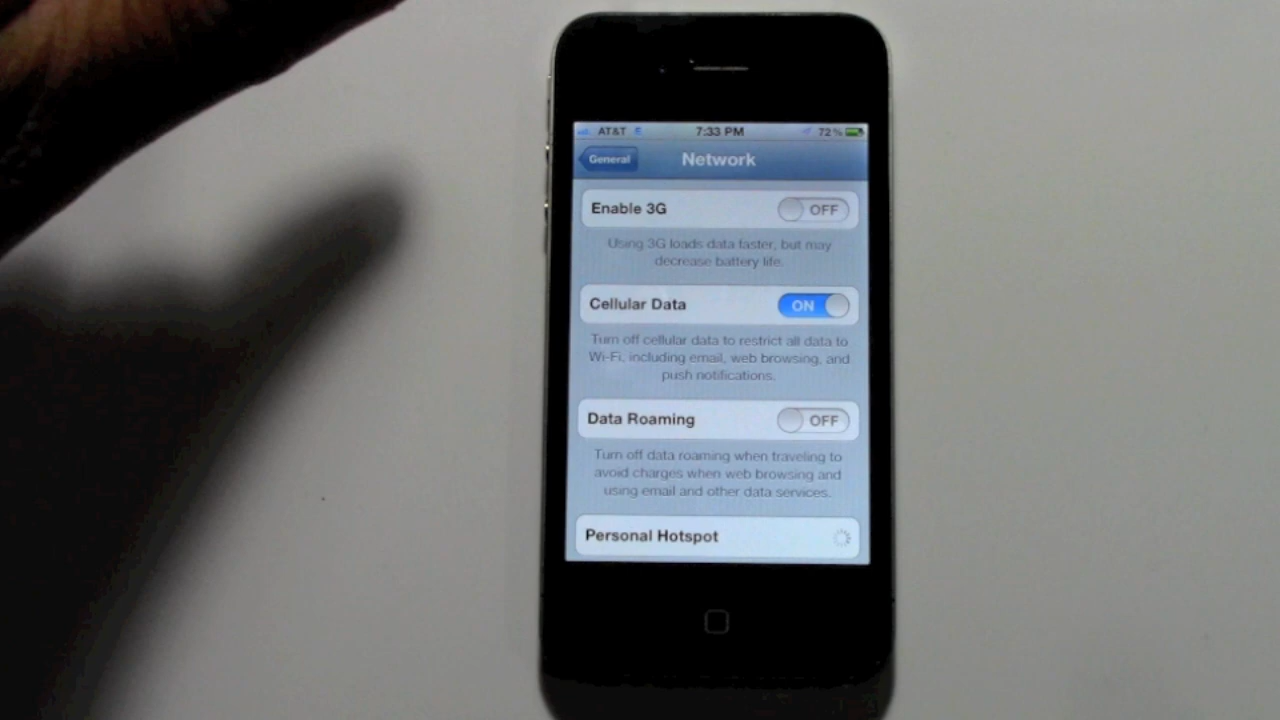 AT&T E 7:33 PM 72%
General Network
Enable 3G OFF
Using 3G loads data faster, but may
decrease battery life.
Cellular Data ON
Turn off cellular data to restrict all data to
Wi-Fi, including email, web browsing, and
push notifications.
Data Roaming OFF
Turn off data roaming when traveling to
avoid charges when web browsing and
using email and other data services.
Personal Hotspot